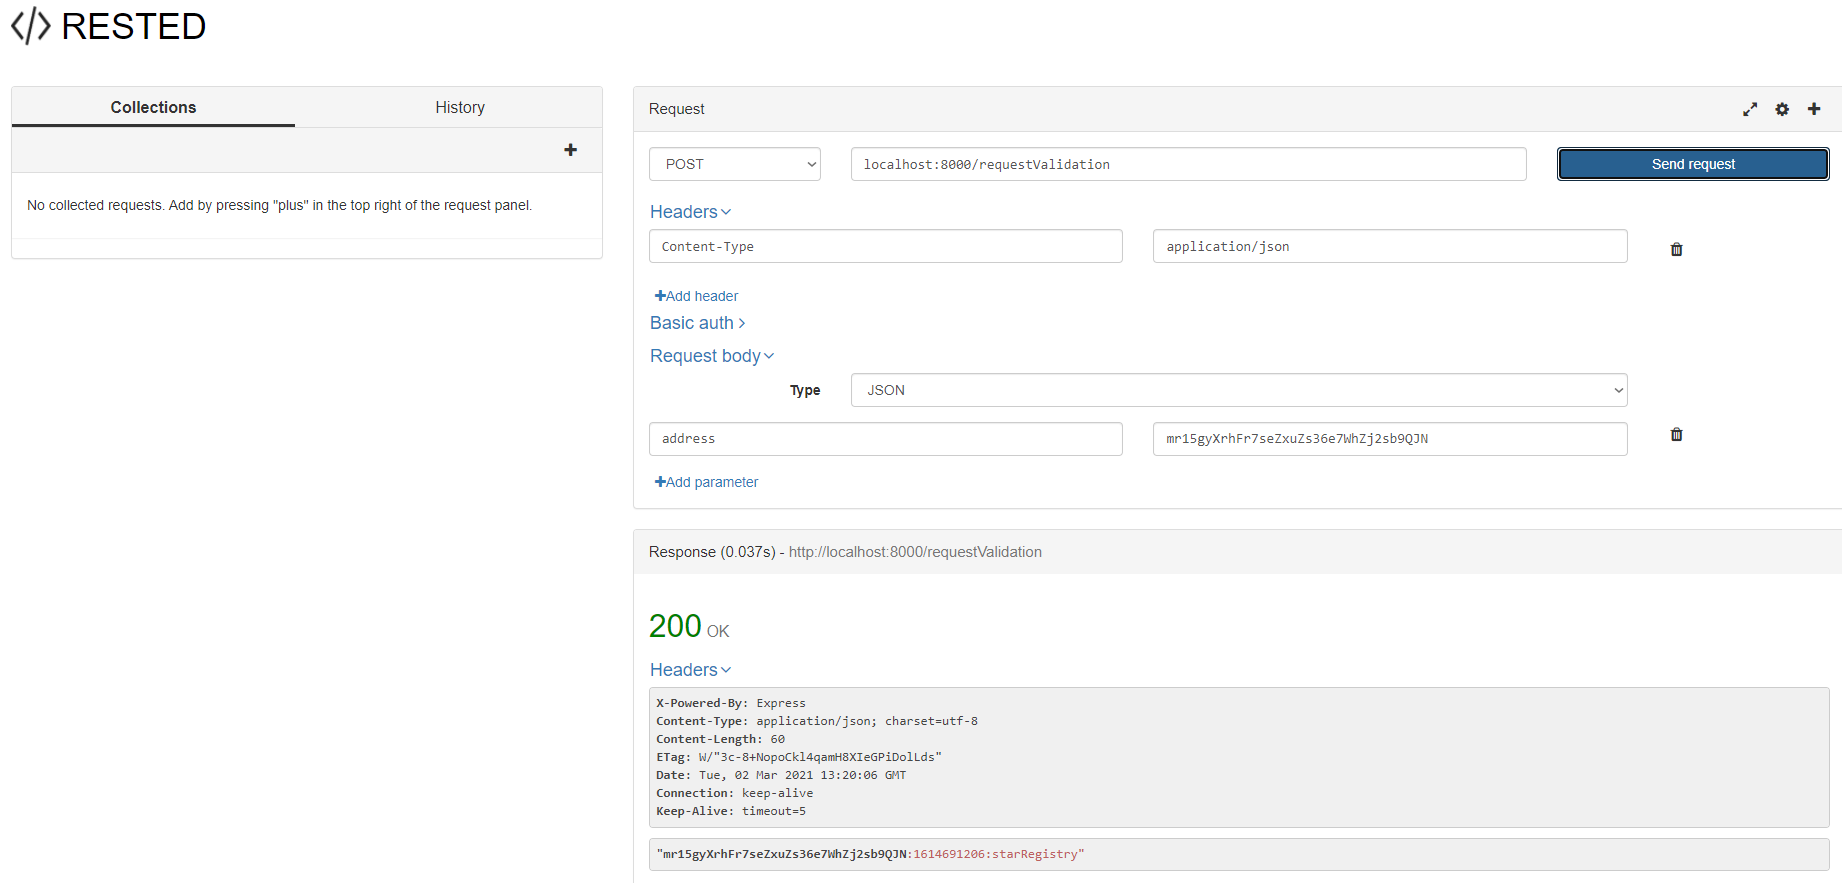 </> RESTED
Collections
History
No collected requests. Add by pressing "plus" in the top right of the request panel.
Request
POST
localhost:8000/requestValidation
Send request
Headers
Content-Type
application/json
Add header
Basic auth
Request body
Type
JSON
address
mr15gyXrhFr7seZxuZs36e7WhZj2sb9QJN
Add parameter
Response (0.037s) - http://localhost:8000/requestValidation
200 OK
Headers
X-Powered-By: Express
Content-Type: application/json; charset=utf-8
Content-Length: 60
ETag: W/"3c-8+NopoCkl4qamH8XIeGPiDolLds"
Date: Tue, 02 Mar 2021 13:20:06 GMT
Connection: keep-alive
Keep-Alive: timeout=5
"mr15gyXrhFr7seZxuZs36e7WhZj2sb9QJN:1614691206:starRegistry"